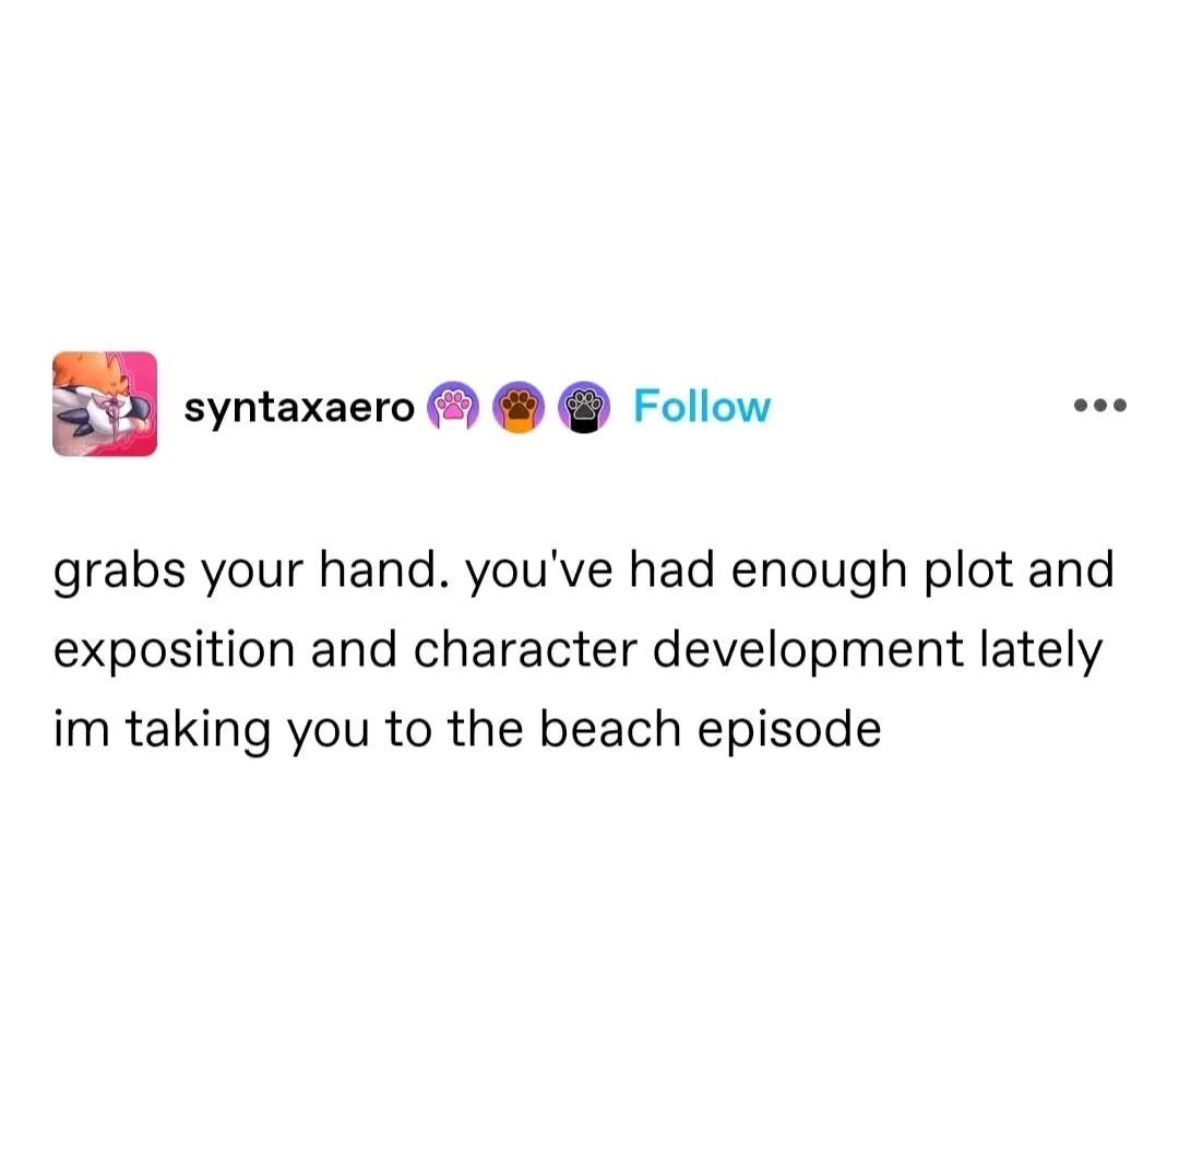 syntaxaero Follow
grabs your hand. you've had enough plot and
exposition and character development lately
im taking you to the beach episode